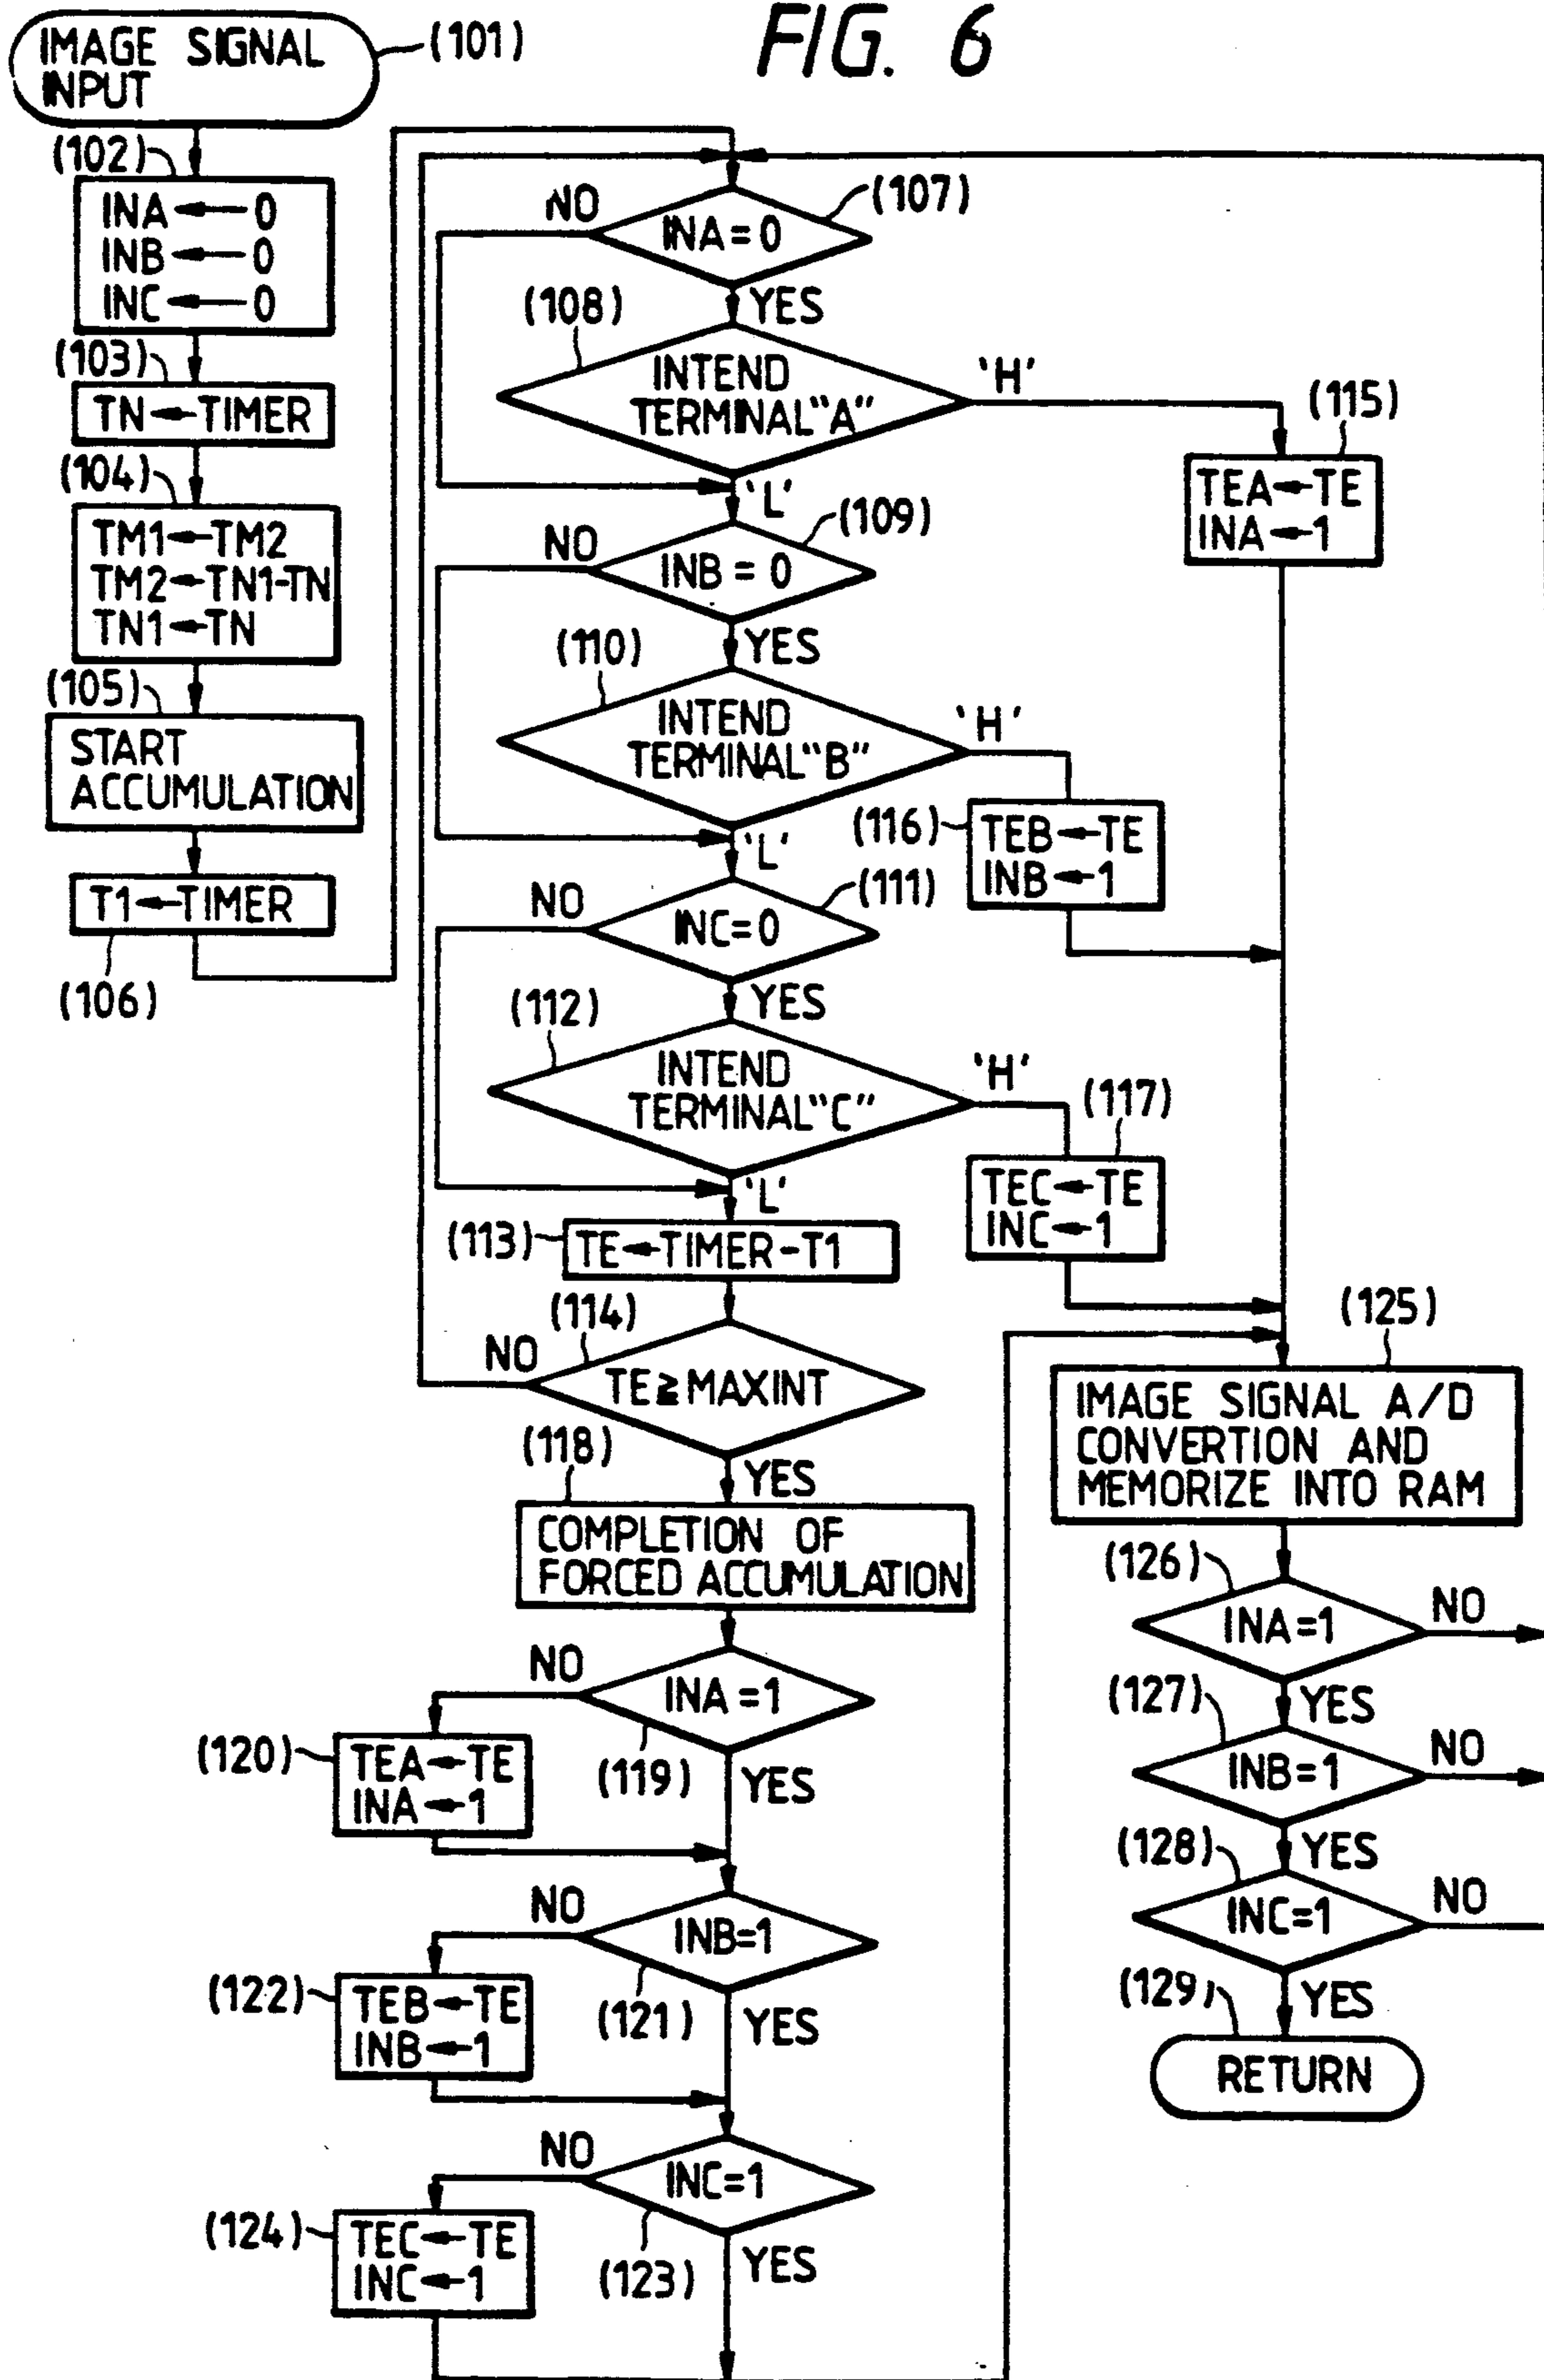 FIG. 6
IMAGE SIGNAL
INPUT
(101)
(102)
INA←0
INB←0
INC←0
(103)
TN←TIMER
(104)
TM1←TM2
TM2←TN1-TN
TN1←TN
(105)
START
ACCUMULATION
T1←TIMER
(106)
NO
INA=0
(107)
YES
(108)
INTEND
TERMINAL"A"
'H'
'L'
(115)
TEA←TE
INA←1
NO
INB=0
(109)
YES
(110)
INTEND
TERMINAL"B"
'H'
'L'
(116)
TEB←TE
INB←1
NO
INC=0
(111)
YES
(112)
INTEND
TERMINAL"C"
'H'
'L'
(117)
TEC←TE
INC←1
(113)
TE←TIMER-T1
(114)
NO
TE≧MAXINT
YES
(118)
COMPLETION OF
FORCED ACCUMULATION
NO
INA=1
(119)
YES
(120)
TEA←TE
INA←1
NO
INB=1
(121)
YES
(122)
TEB←TE
INB←1
NO
INC=1
(123)
YES
(124)
TEC←TE
INC←1
(125)
IMAGE SIGNAL A/D
CONVERTION AND
MEMORIZE INTO RAM
(126)
INA=1
NO
YES
(127)
INB=1
NO
YES
(128)
INC=1
NO
YES
(129)
RETURN